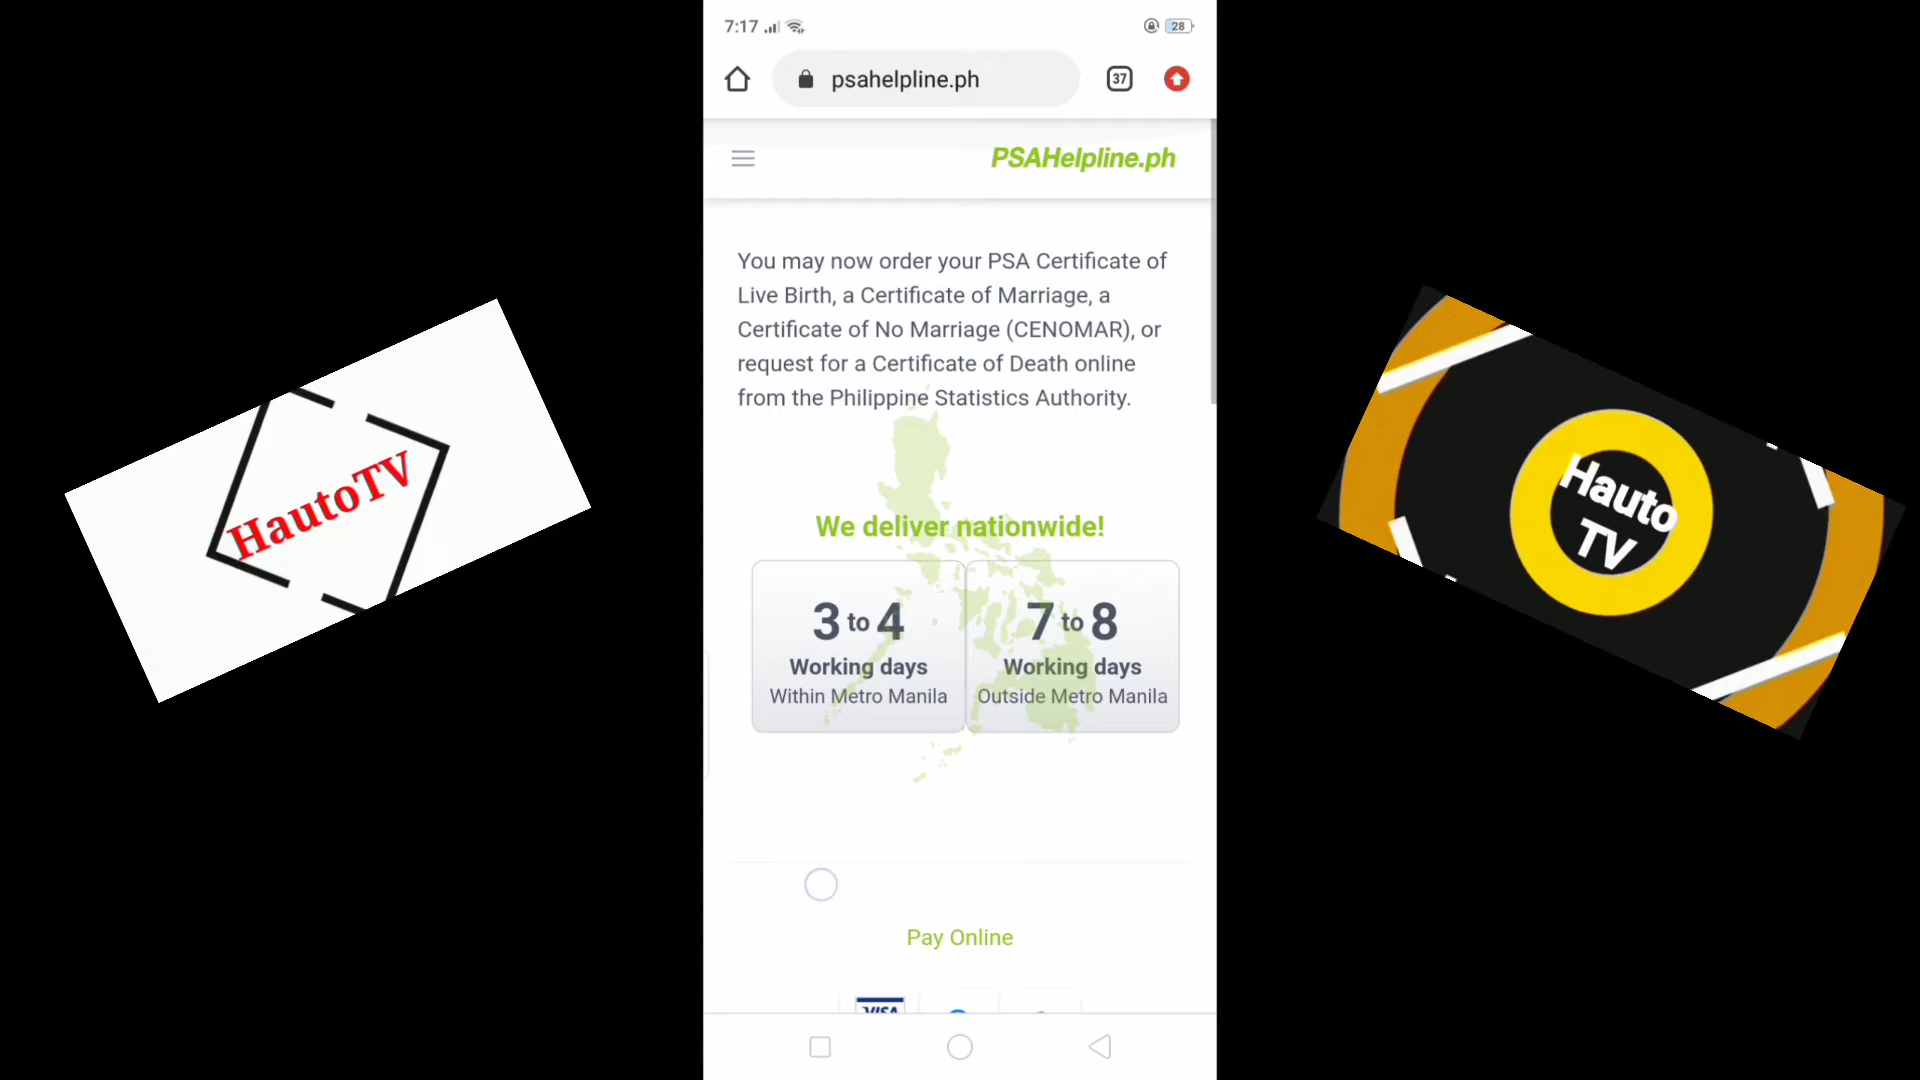 7:17
28
psahelpline.ph
37
PSAHelpline.ph
You may now order your PSA Certificate of
Live Birth, a Certificate of Marriage, a
Certificate of No Marriage (CENOMAR), or
request for a Certificate of Death online
from the Philippine Statistics Authority.
We deliver nationwide!
3 to 4
Working days
Within Metro Manila
7 to 8
Working days
Outside Metro Manila
Pay Online
VISA
HautoTV
Hauto
TV